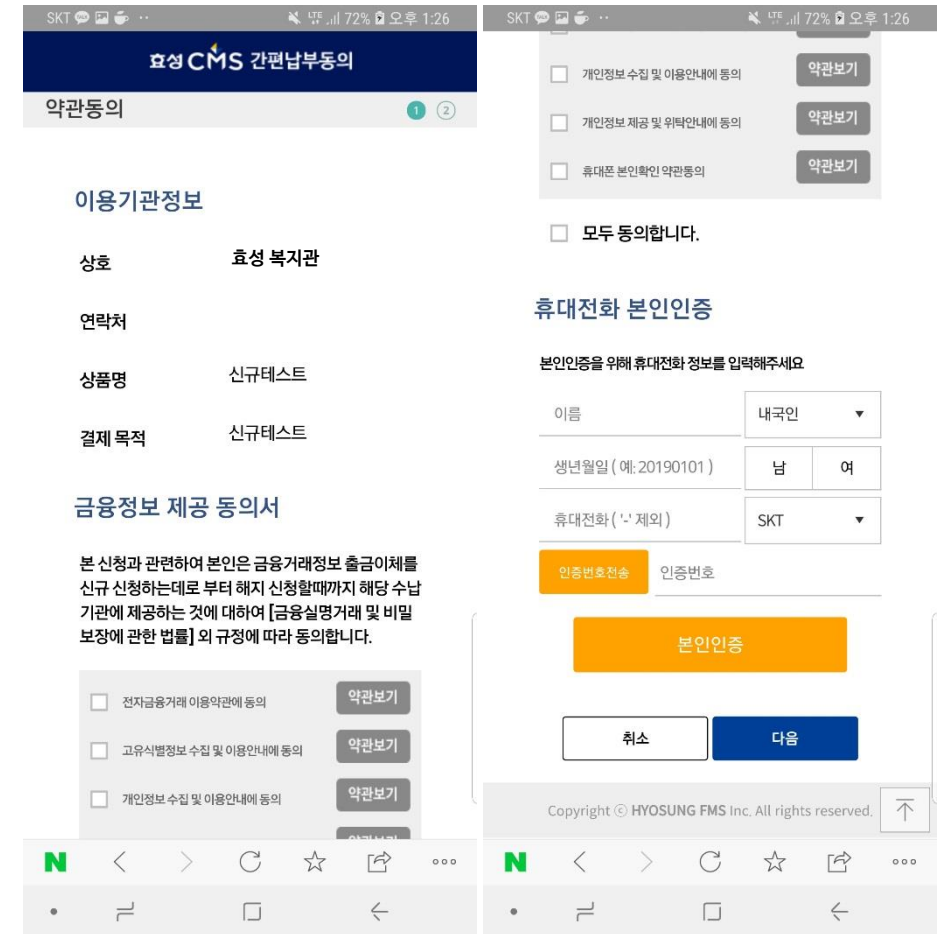 SKT LTE 72% 오후 1:26
효성 CMS 간편납부동의
약관동의 1 2
이용기관정보
상호 효성 복지관
연락처
상품명 신규테스트
결제 목적 신규테스트
금융정보 제공 동의서
본 신청과 관련하여 본인은 금융거래정보 출금이체를
신규 신청하는데로 부터 해지 신청할때까지 해당 수납
기관에 제공하는 것에 대하여 [금융실명거래 및 비밀
보장에 관한 법률] 외 규정에 따라 동의합니다.
전자금융거래 이용약관에 동의 약관보기
고유식별정보 수집 및 이용안내에 동의 약관보기
개인정보 수집 및 이용안내에 동의 약관보기
N
SKT LTE 72% 오후 1:26
개인정보 수집 및 이용안내에 동의 약관보기
개인정보 제공 및 위탁안내에 동의 약관보기
휴대폰 본인확인 약관동의 약관보기
모두 동의합니다.
휴대전화 본인인증
본인인증을 위해 휴대전화 정보를 입력해주세요
이름 내국인 ▼
생년월일 ( 예: 20190101 ) 남 여
휴대전화 ( '-' 제외 ) SKT ▼
인증번호전송 인증번호
본인인증
취소 다음
Copyright ⓒ HYOSUNG FMS Inc. All rights reserved.
N